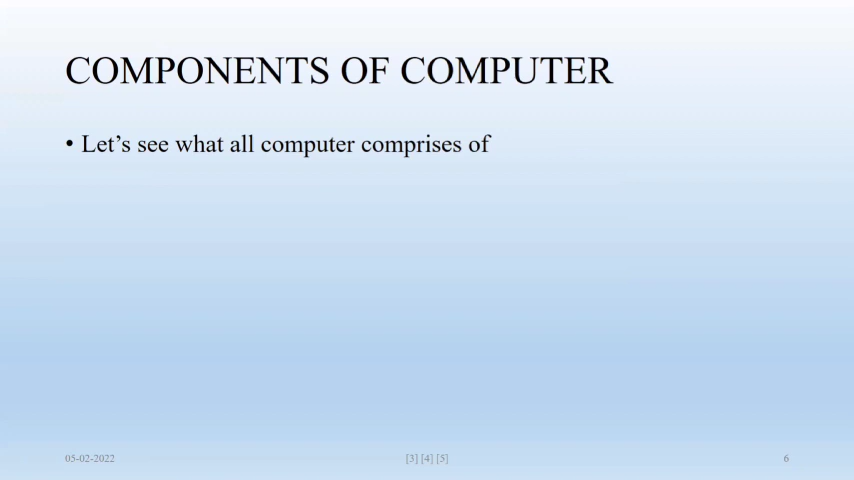 COMPONENTS OF COMPUTER
• Let’s see what all computer comprises of
05-02-2022
[3] [4] [5]
6